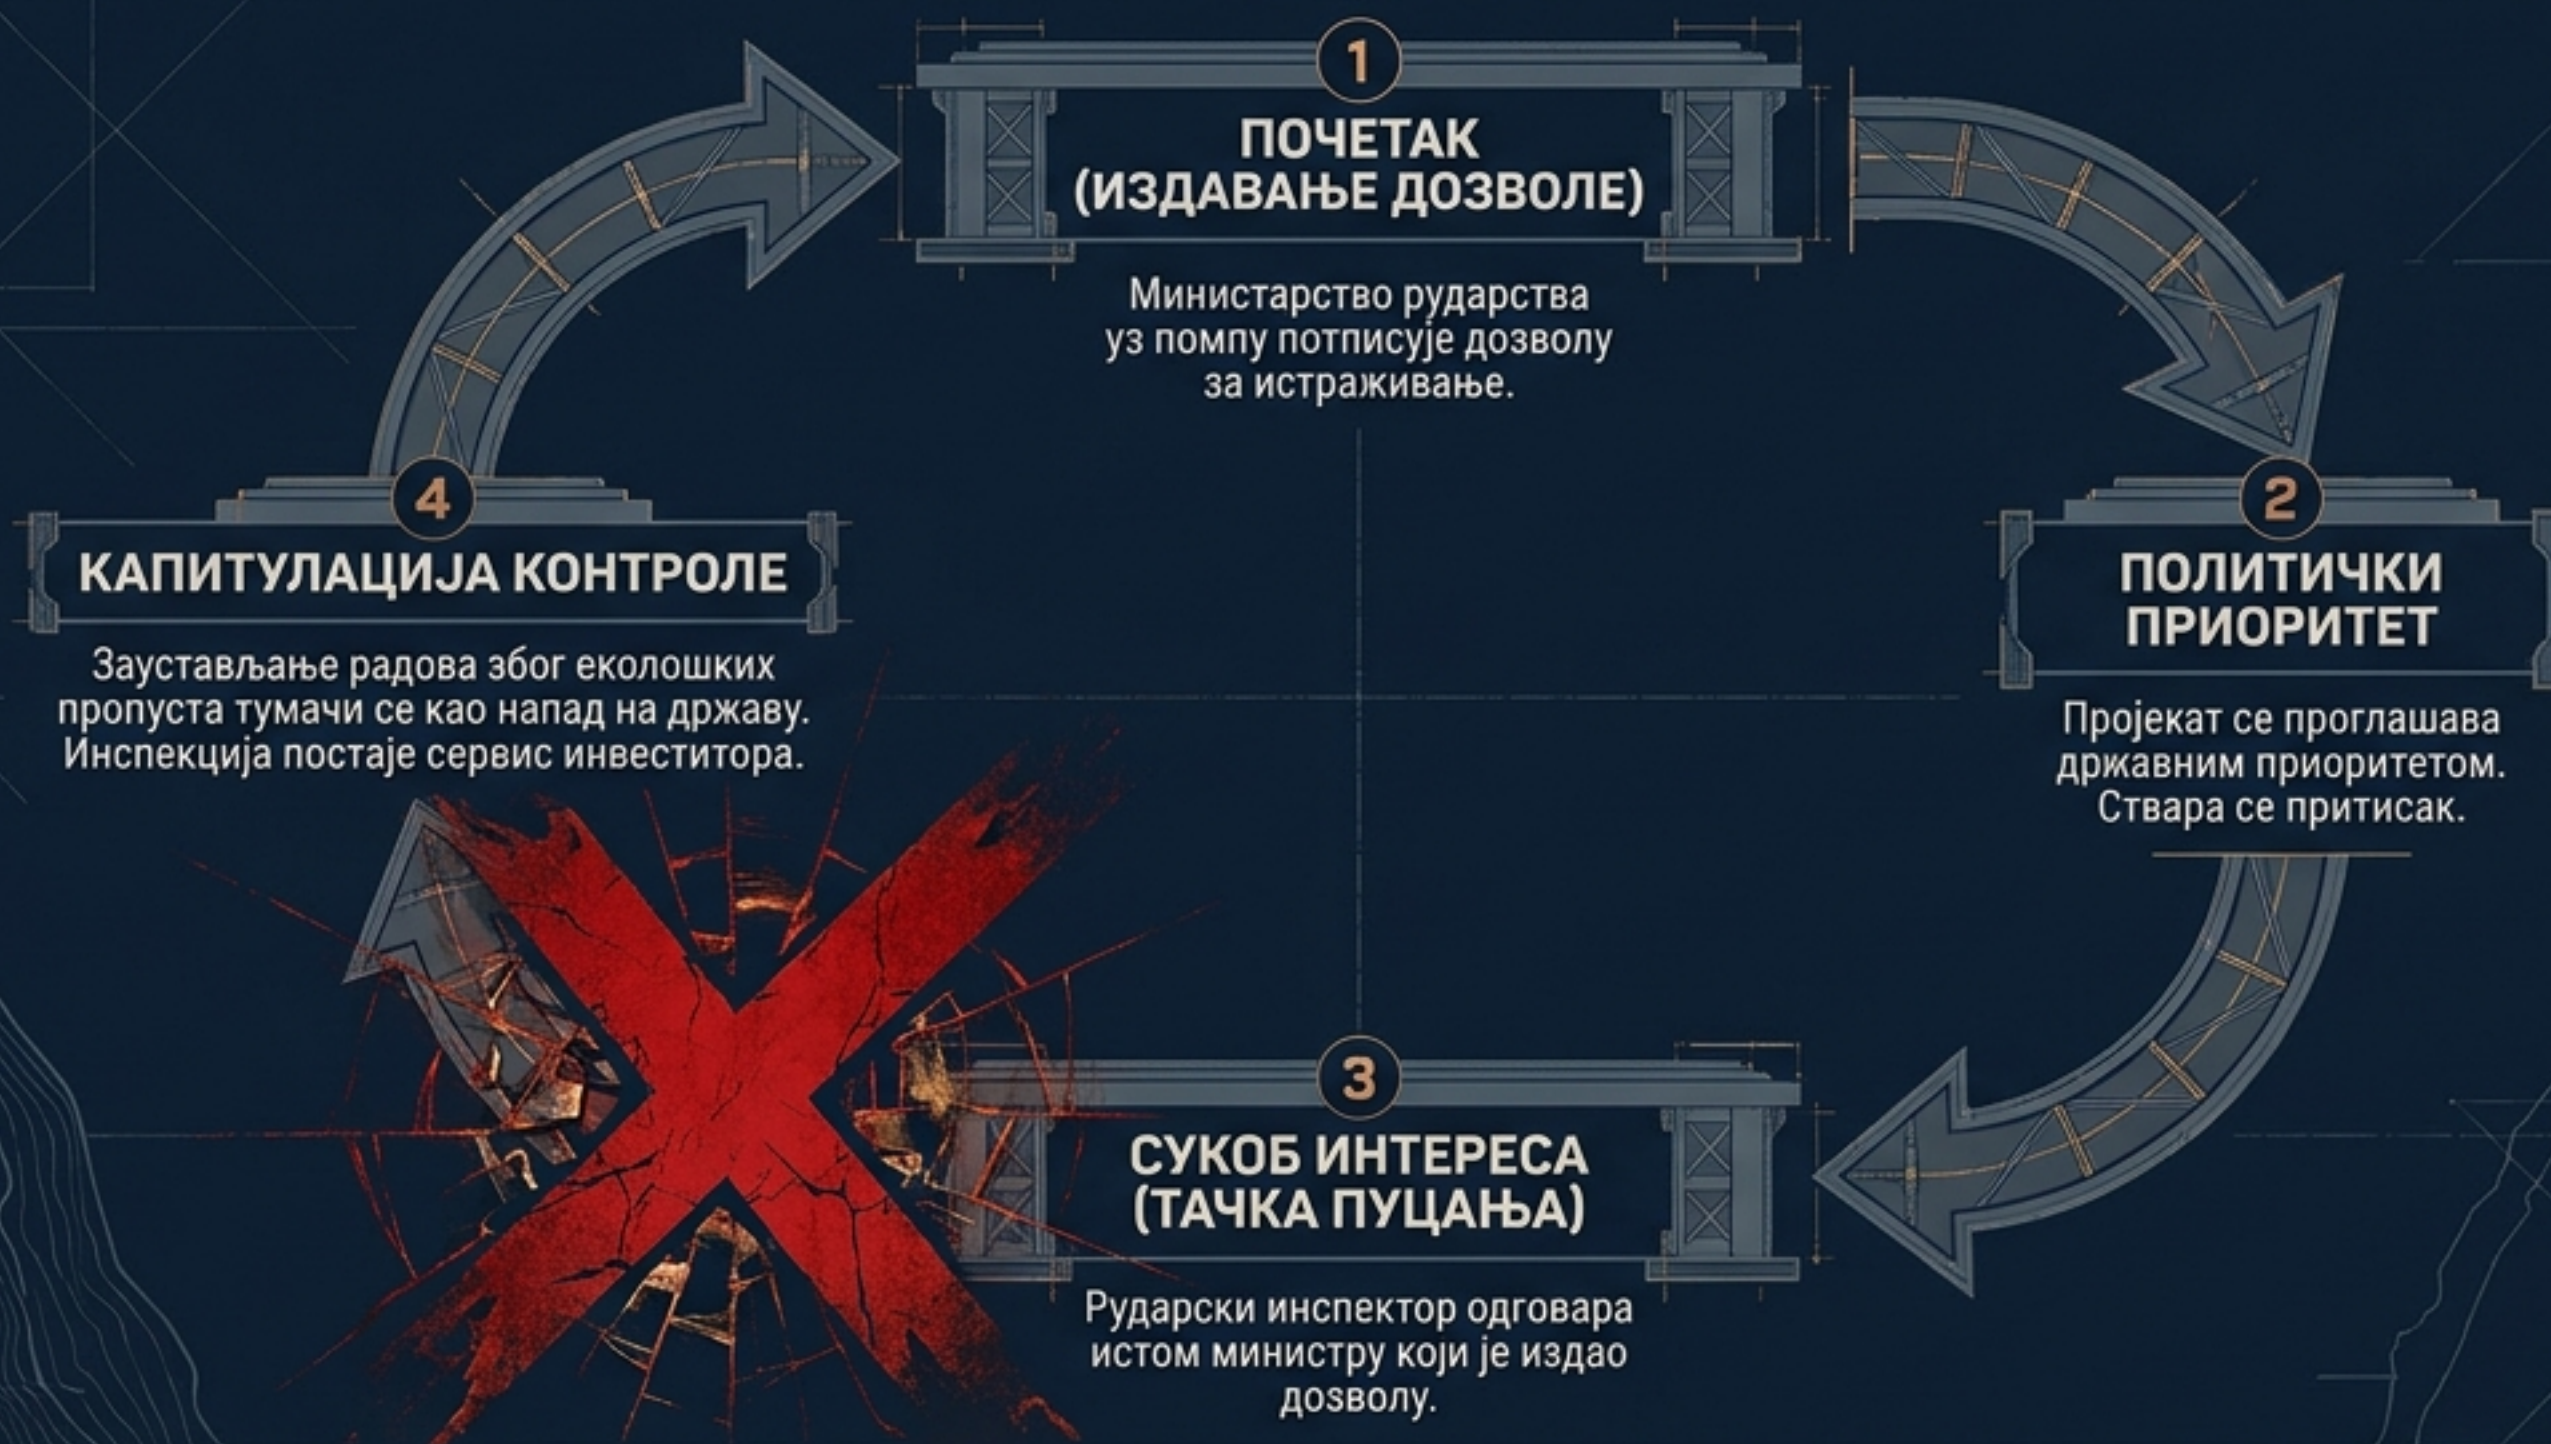 1
ПОЧЕТАК
(ИЗДАВАЊЕ ДОЗВОЛЕ)
Министарство рударства
уз помпу потписује дозволу
за истраживање.
2
ПОЛИТИЧКИ
ПРИОРИТЕТ
Пројекат се проглашава
државним приоритетом.
Ствара се притисак.
3
СУКОБ ИНТЕРЕСА
(ТАЧКА ПУЦАЊА)
Рударски инспектор одговара
истом министру који је издао
дозволу.
4
КАПИТУЛАЦИЈА КОНТРОЛЕ
Заустављање радова због еколошких
пропуста тумачи се као напад на државу.
Инспекција постаје сервис инвеститора.